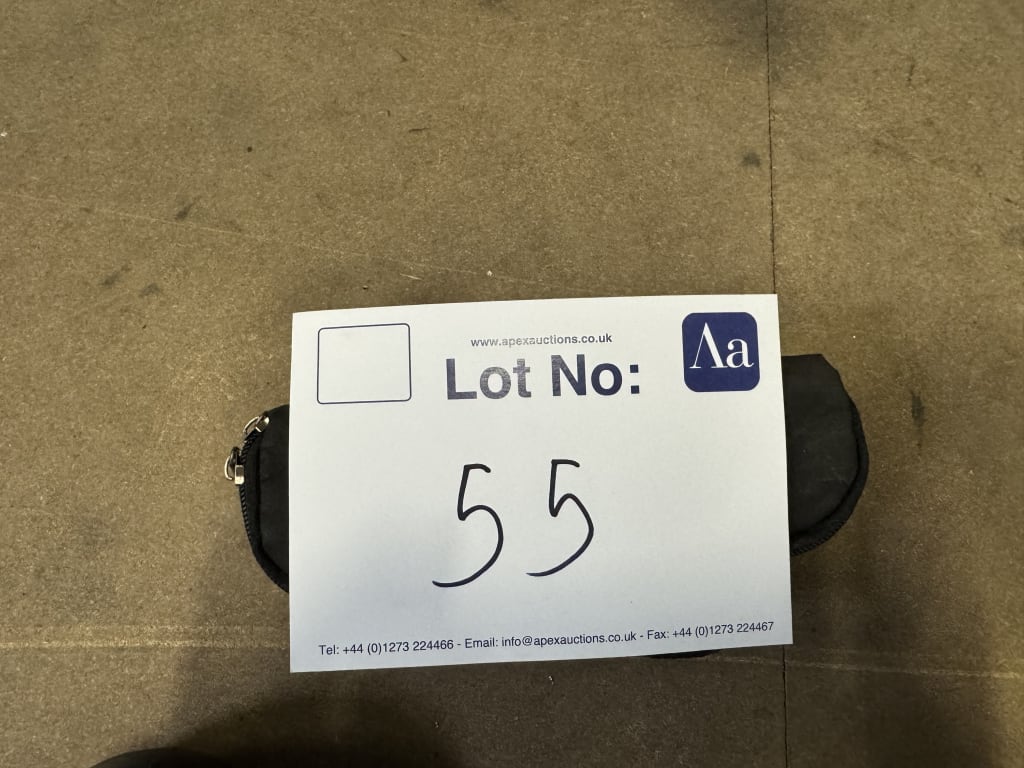 www.apexauctions.co.uk
Aa
Lot No:
55
Tel: +44 (0)1273 224466 - Email: info@apexauctions.co.uk - Fax: +44 (0)1273 224467